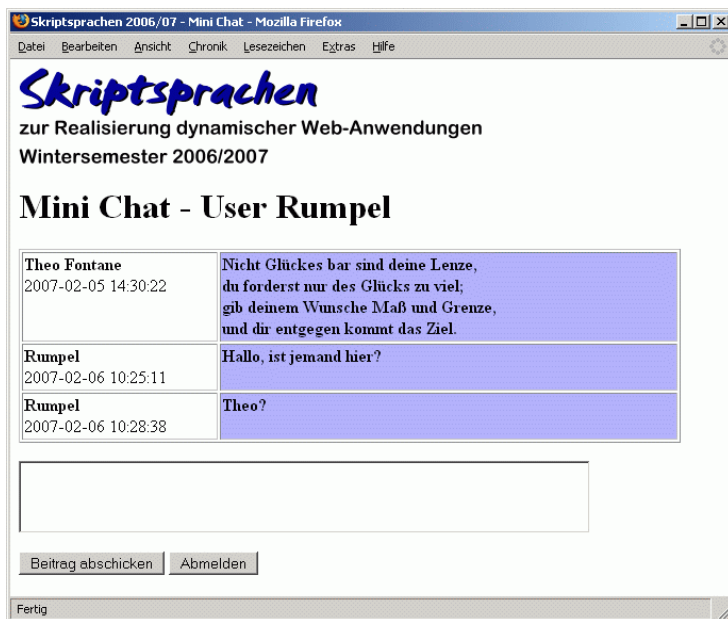 Skriptsprachen 2006/07 - Mini Chat - Mozilla Firefox
Datei Bearbeiten Ansicht Chronik Lesezeichen Extras Hilfe
Skriptsprachen
zur Realisierung dynamischer Web-Anwendungen
Wintersemester 2006/2007
Mini Chat - User Rumpel
Theo Fontane
2007-02-05 14:30:22
Nicht Glückes bar sind deine Lenze,
du forderst nur des Glücks zu viel;
gib deinem Wunsche Maß und Grenze,
und dir entgegen kommt das Ziel.
Rumpel
2007-02-06 10:25:11
Hallo, ist jemand hier?
Rumpel
2007-02-06 10:28:38
Theo?
Beitrag abschicken Abmelden
Fertig